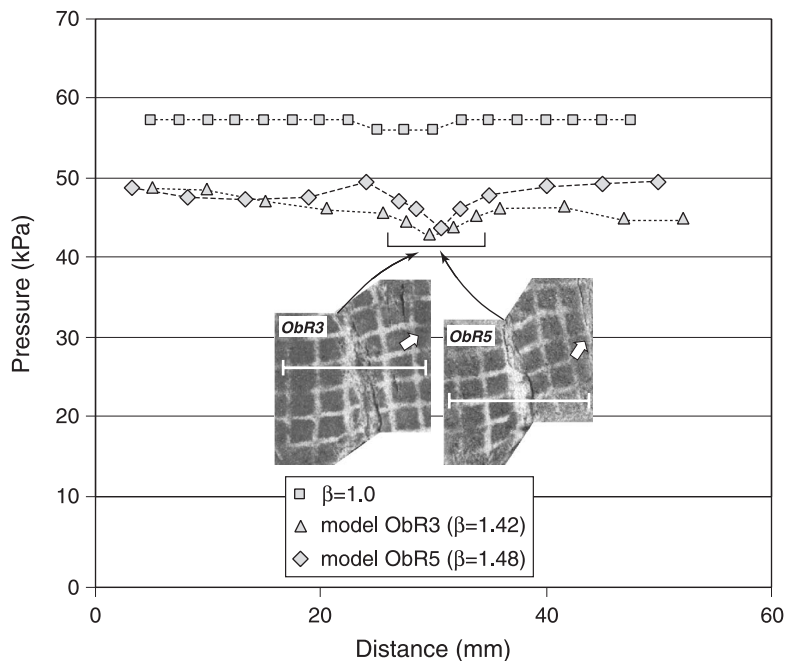 70
60
50
40
30
20
10
0
Pressure (kPa)
ObR3
ObR5
β=1.0
model ObR3 (β=1.42)
model ObR5 (β=1.48)
0
20
40
60
Distance (mm)